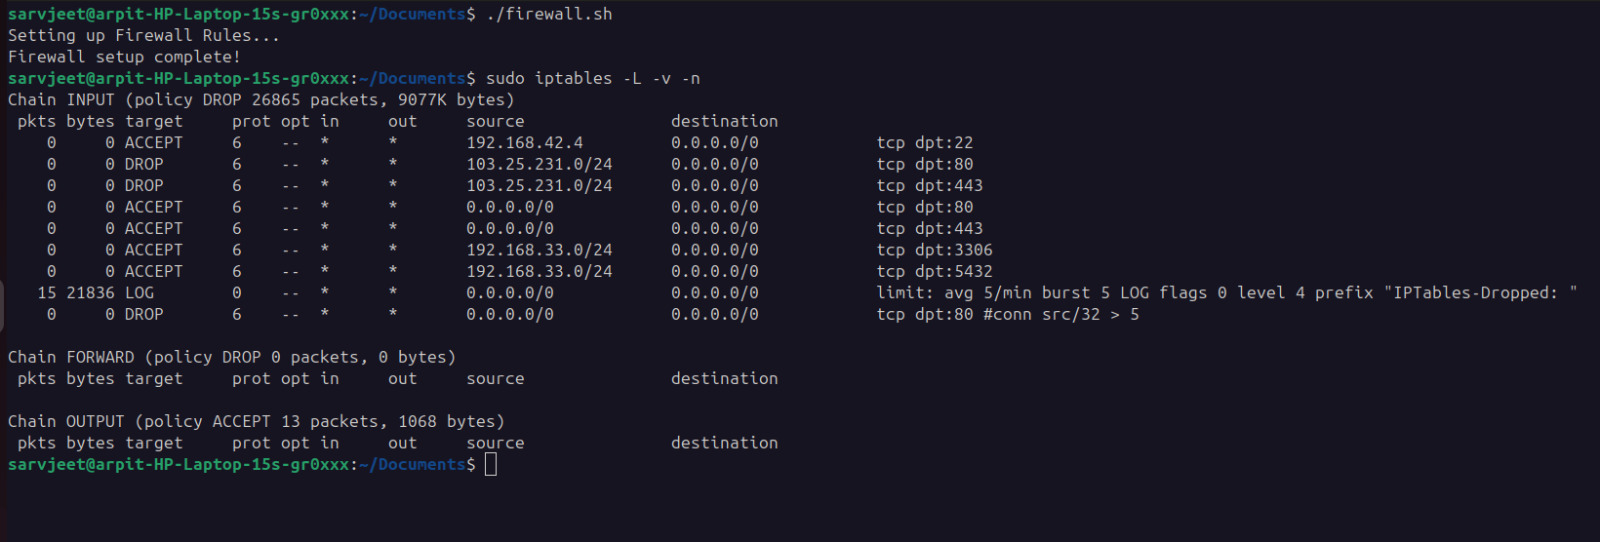 sarvjeet@arpit-HP-Laptop-15s-gr0xxx:~/Documents$ ./firewall.sh
Setting up Firewall Rules...
Firewall setup complete!
sarvjeet@arpit-HP-Laptop-15s-gr0xxx:~/Documents$ sudo iptables -L -v -n
Chain INPUT (policy DROP 26865 packets, 9077K bytes)
 pkts bytes target     prot opt in     out     source               destination
    0     0 ACCEPT     6    --  *      *       192.168.42.4         0.0.0.0/0            tcp dpt:22
    0     0 DROP       6    --  *      *       103.25.231.0/24      0.0.0.0/0            tcp dpt:80
    0     0 DROP       6    --  *      *       103.25.231.0/24      0.0.0.0/0            tcp dpt:443
    0     0 ACCEPT     6    --  *      *       0.0.0.0/0            0.0.0.0/0            tcp dpt:80
    0     0 ACCEPT     6    --  *      *       0.0.0.0/0            0.0.0.0/0            tcp dpt:443
    0     0 ACCEPT     6    --  *      *       192.168.33.0/24      0.0.0.0/0            tcp dpt:3306
    0     0 ACCEPT     6    --  *      *       192.168.33.0/24      0.0.0.0/0            tcp dpt:5432
   15 21836 LOG        0    --  *      *       0.0.0.0/0            0.0.0.0/0            limit: avg 5/min burst 5 LOG flags 0 level 4 prefix "IPTables-Dropped: "
    0     0 DROP       6    --  *      *       0.0.0.0/0            0.0.0.0/0            tcp dpt:80 #conn src/32 > 5

Chain FORWARD (policy DROP 0 packets, 0 bytes)
 pkts bytes target     prot opt in     out     source               destination

Chain OUTPUT (policy ACCEPT 13 packets, 1068 bytes)
 pkts bytes target     prot opt in     out     source               destination
sarvjeet@arpit-HP-Laptop-15s-gr0xxx:~/Documents$